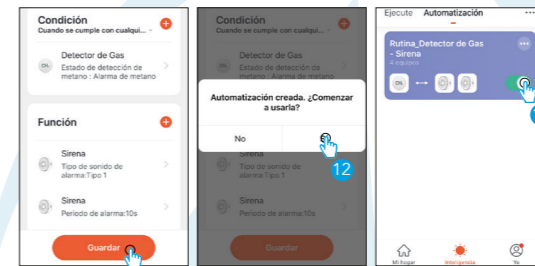 Condición
Cuando se cumple con cualqui...
Detector de Gas
Estado de detección de
metano : Alarma de metano
Función
Sirena
Tipo de sonido de
alarma:Tipo 1
Sirena
Periodo de alarma:10s
Guardar
Condición
Cuando se cumple con cualqui...
Detector de Gas
Estado de detección de
metano : Alarma de metano
Automatización creada. ¿Comenzar
a usarla?
No
12
Sirena
Tipo de sonido de
alarma:Tipo 1
Sirena
Periodo de alarma:10s
Guardar
Ejecute Automatización ...
Rutina_Detector de Gas
- Sirena
4 equipos
Mi hogar Inteligencia Yo